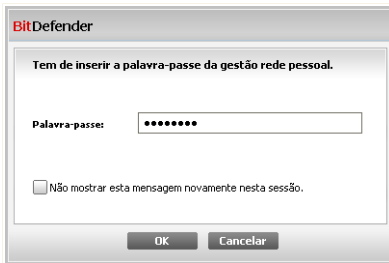 BitDefender
Tem de inserir a palavra-passe da gestão rede pessoal.
Palavra-passe: ●●●●●●●●
Não mostrar esta mensagem novamente nesta sessão.
OK Cancelar